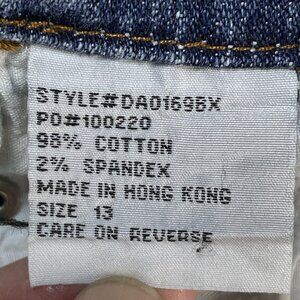 STYLE#DA0169BX
PO#100220
98% COTTON
2% SPANDEX
MADE IN HONG KONG
SIZE 13
CARE ON REVERSE